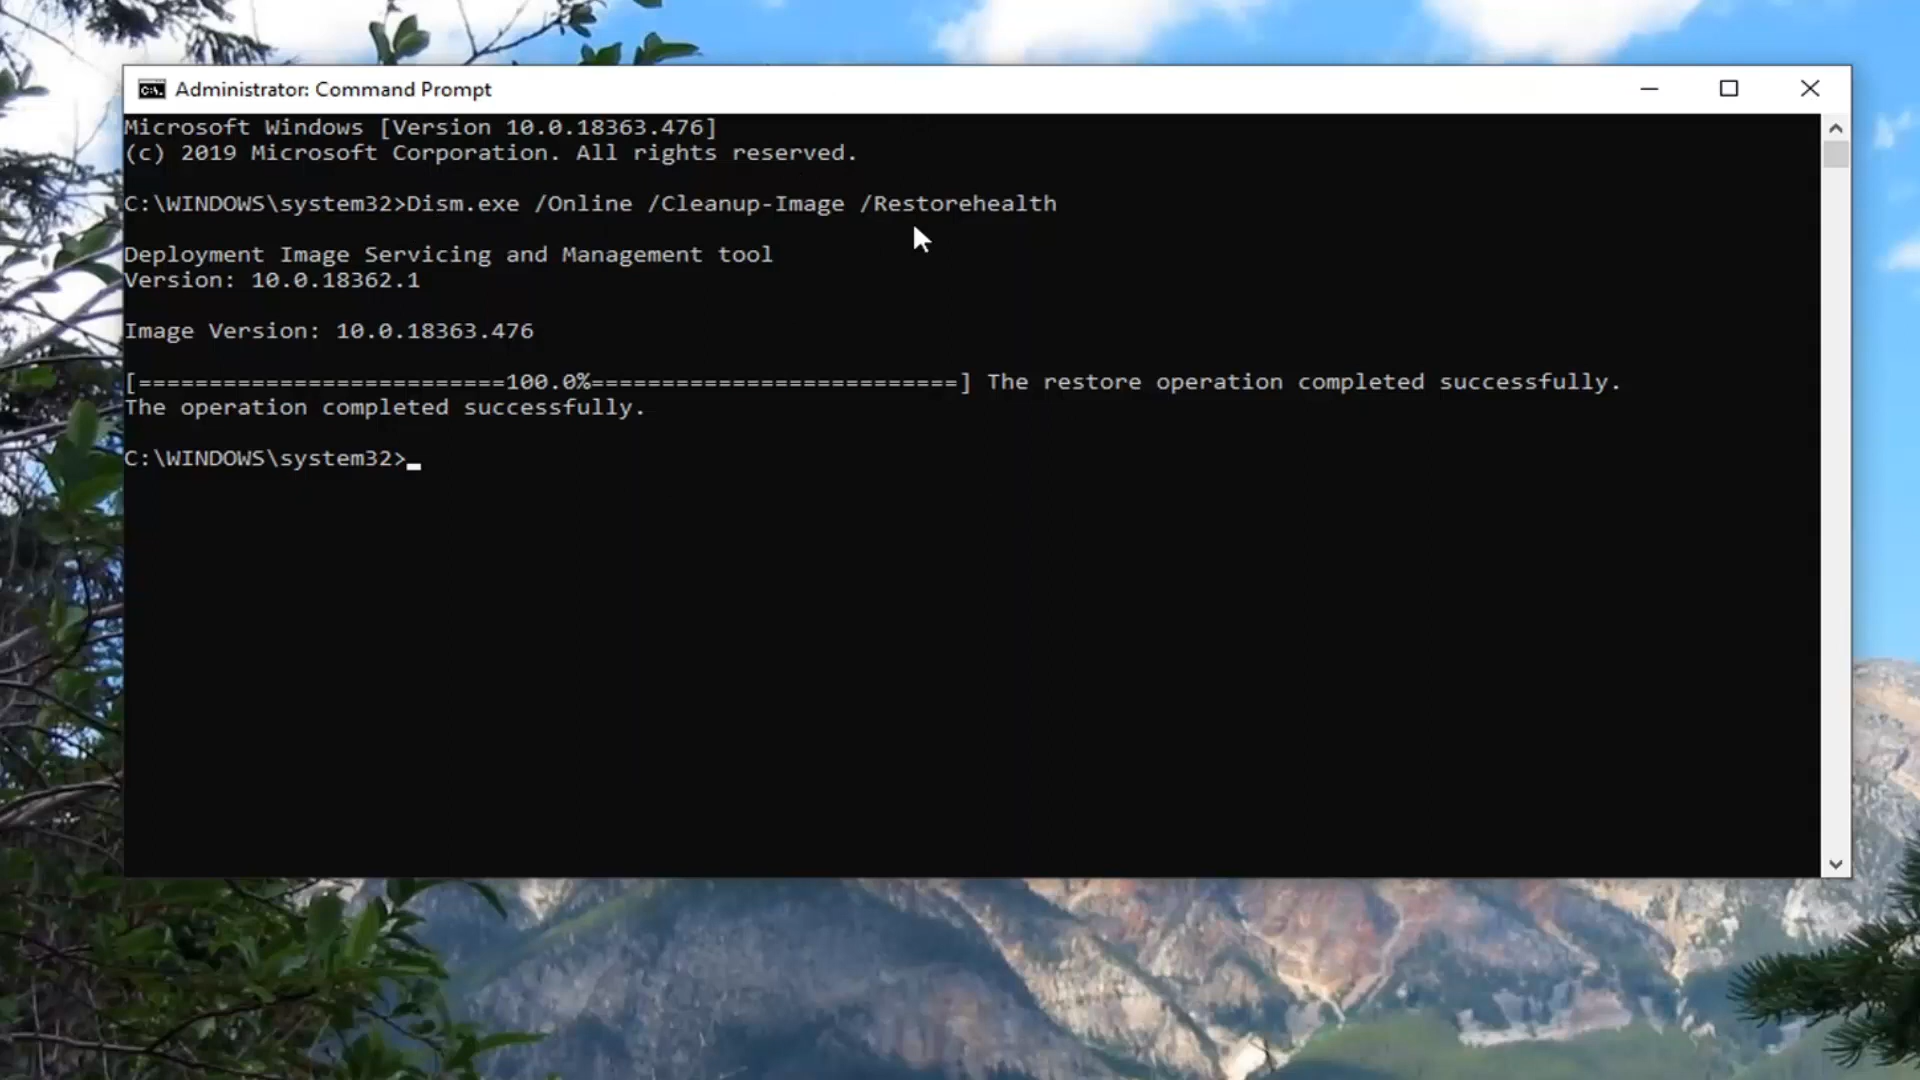 Administrator: Command Prompt
Microsoft Windows [Version 10.0.18363.476]
(c) 2019 Microsoft Corporation. All rights reserved.
C:\WINDOWS\system32>Dism.exe /Online /Cleanup-Image /Restorehealth
Deployment Image Servicing and Management tool
Version: 10.0.18362.1
Image Version: 10.0.18363.476
[==========================100.0%==========================] The restore operation completed successfully.
The operation completed successfully.
C:\WINDOWS\system32>